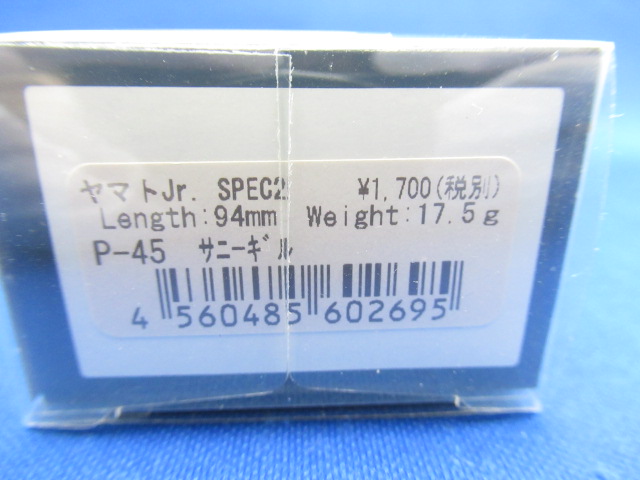 ヤマトJr. SPEC2 ¥1,700(税別)
Length:94mm Weight:17.5g
P-45 ｻﾆｰｷﾞﾙ
4 560485 602695